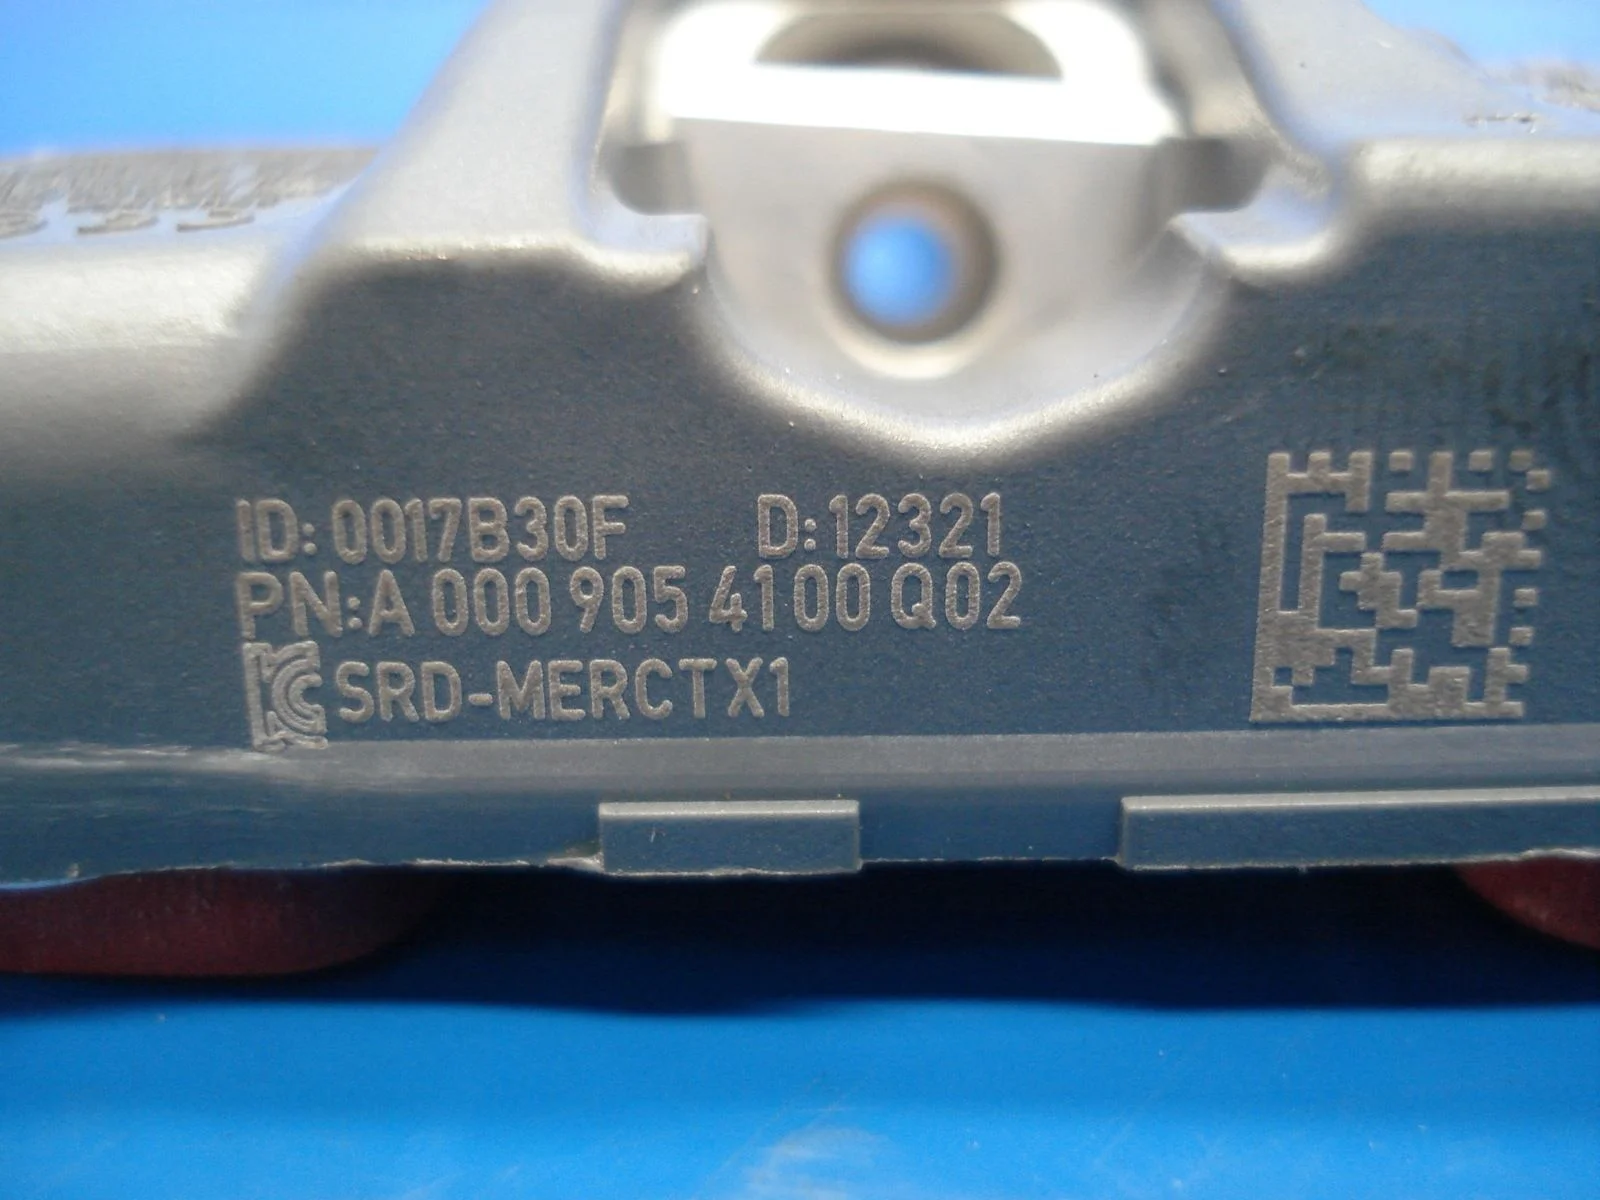 ID: 0017B30F D: 12321
PN:A 000 905 4100 Q02
SRD-MERCTX1